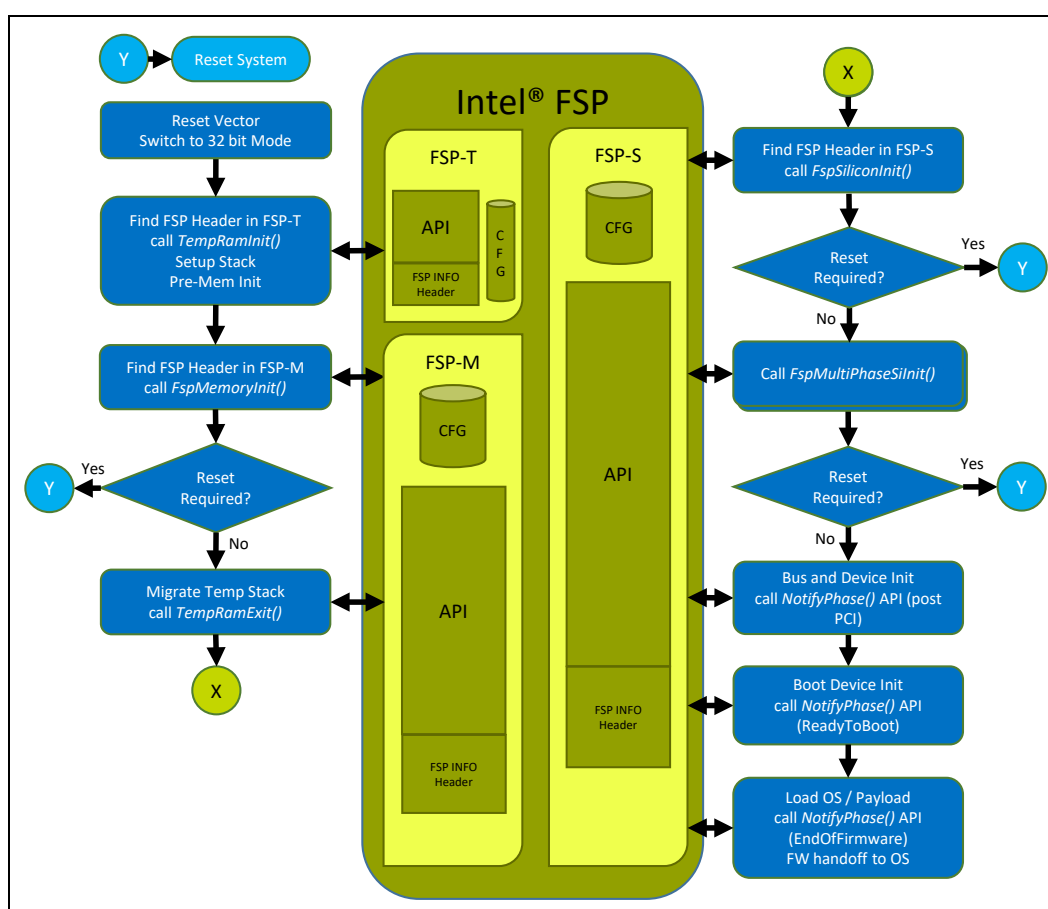 Y
Reset System
Reset Vector
Switch to 32 bit Mode
Find FSP Header in FSP-T
call TempRamInit()
Setup Stack
Pre-Mem Init
Find FSP Header in FSP-M
call FspMemoryInit()
Reset
Required?
Yes
Y
No
Migrate Temp Stack
call TempRamExit()
X
Intel® FSP
FSP-T
API
FSP INFO
Header
C
F
G
FSP-M
CFG
API
FSP INFO
Header
FSP-S
CFG
API
FSP INFO
Header
X
Find FSP Header in FSP-S
call FspSiliconInit()
Reset
Required?
Yes
Y
No
Call FspMultiPhaseSiInit()
Reset
Required?
Yes
Y
No
Bus and Device Init
call NotifyPhase() API (post
PCI)
Boot Device Init
call NotifyPhase() API
(ReadyToBoot)
Load OS / Payload
call NotifyPhase() API
(EndOfFirmware)
FW handoff to OS